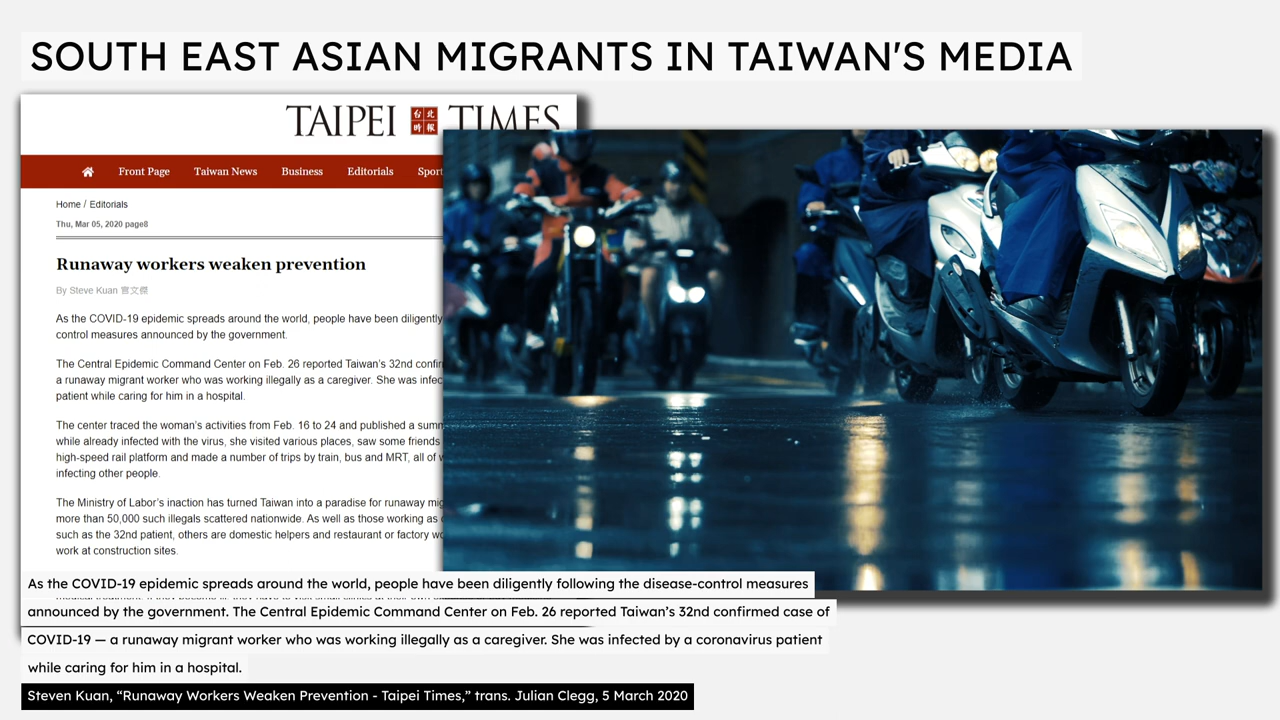 SOUTH EAST ASIAN MIGRANTS IN TAIWAN'S MEDIA
TAIPEI 台北時報 TIMES
Front Page Taiwan News Business Editorials Sport
Home / Editorials
Thu, Mar 05, 2020 page8
Runaway workers weaken prevention
By Steve Kuan 官文傑
As the COVID-19 epidemic spreads around the world, people have been diligently
control measures announced by the government.
The Central Epidemic Command Center on Feb. 26 reported Taiwan's 32nd
a runaway migrant worker who was working illegally as a caregiver. She was
patient while caring for him in a hospital.
The center traced the woman's activities from Feb. 16 to 24 and published a
while already infected with the virus, she visited various places, saw some friends
high-speed rail platform and made a number of trips by train, bus and MRT, all of
infecting other people.
The Ministry of Labor's inaction has turned Taiwan into a paradise for runaway
more than 50,000 such illegals scattered nationwide. As well as those working as
such as the 32nd patient, others are domestic helpers and restaurant or factory
work at construction sites.
As the COVID-19 epidemic spreads around the world, people have been diligently following the disease-control measures
announced by the government. The Central Epidemic Command Center on Feb. 26 reported Taiwan's 32nd confirmed case of
COVID-19 — a runaway migrant worker who was working illegally as a caregiver. She was infected by a coronavirus patient
while caring for him in a hospital.
Steven Kuan, “Runaway Workers Weaken Prevention - Taipei Times,” trans. Julian Clegg, 5 March 2020